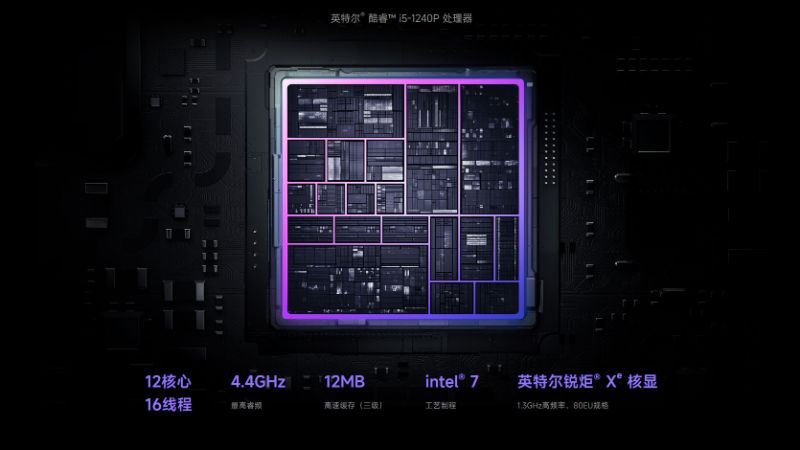 英特尔® 酷睿™ i5-1240P 处理器
12核心
16线程
4.4GHz
最高睿频
12MB
高速缓存（三级）
intel® 7
工艺制程
英特尔锐炬® Xᵉ 核显
1.3GHz高频率、80EU规格